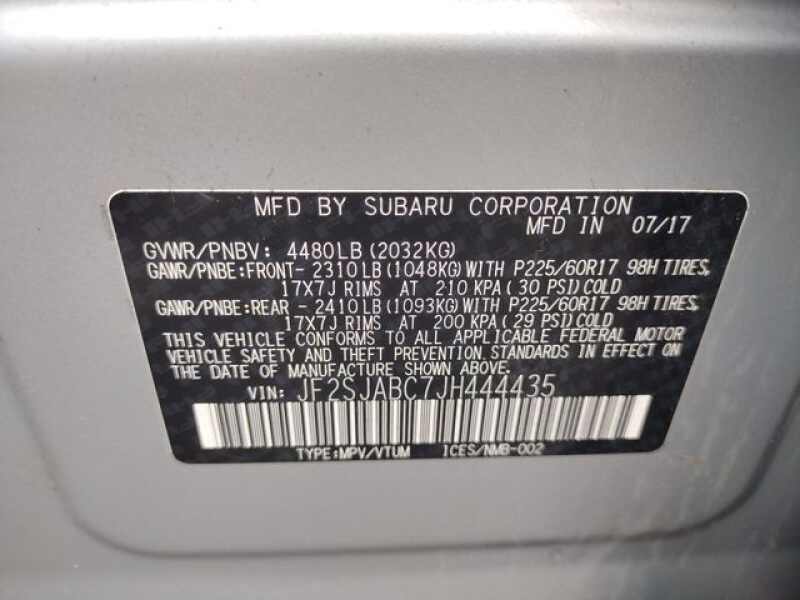 MFD BY SUBARU CORPORATION
MFD IN 07/17
GVWR/PNBV: 4480LB(2032KG)
GAWR/PNBE:FRONT- 2310LB(1048KG)WITH P225/60R17 98H TIRES,
17X7J RIMS AT 210 KPA( 30 PSI)COLD
GAWR/PNBE:REAR - 2410LB(1093KG)WITH P225/60R17 98H TIRES,
17X7J RIMS AT 200 KPA(29 PSI)COLD
THIS VEHICLE CONFORMS TO ALL APPLICABLE FEDERAL MOTOR
VEHICLE SAFETY AND THEFT PREVENTION STANDARDS IN EFFECT ON
THE DATE OF MANUFACTURE SHOWN ABOVE.
VIN: JF2SJABC7JH444435
TYPE:MPV/VTUM ICES/NMB-002